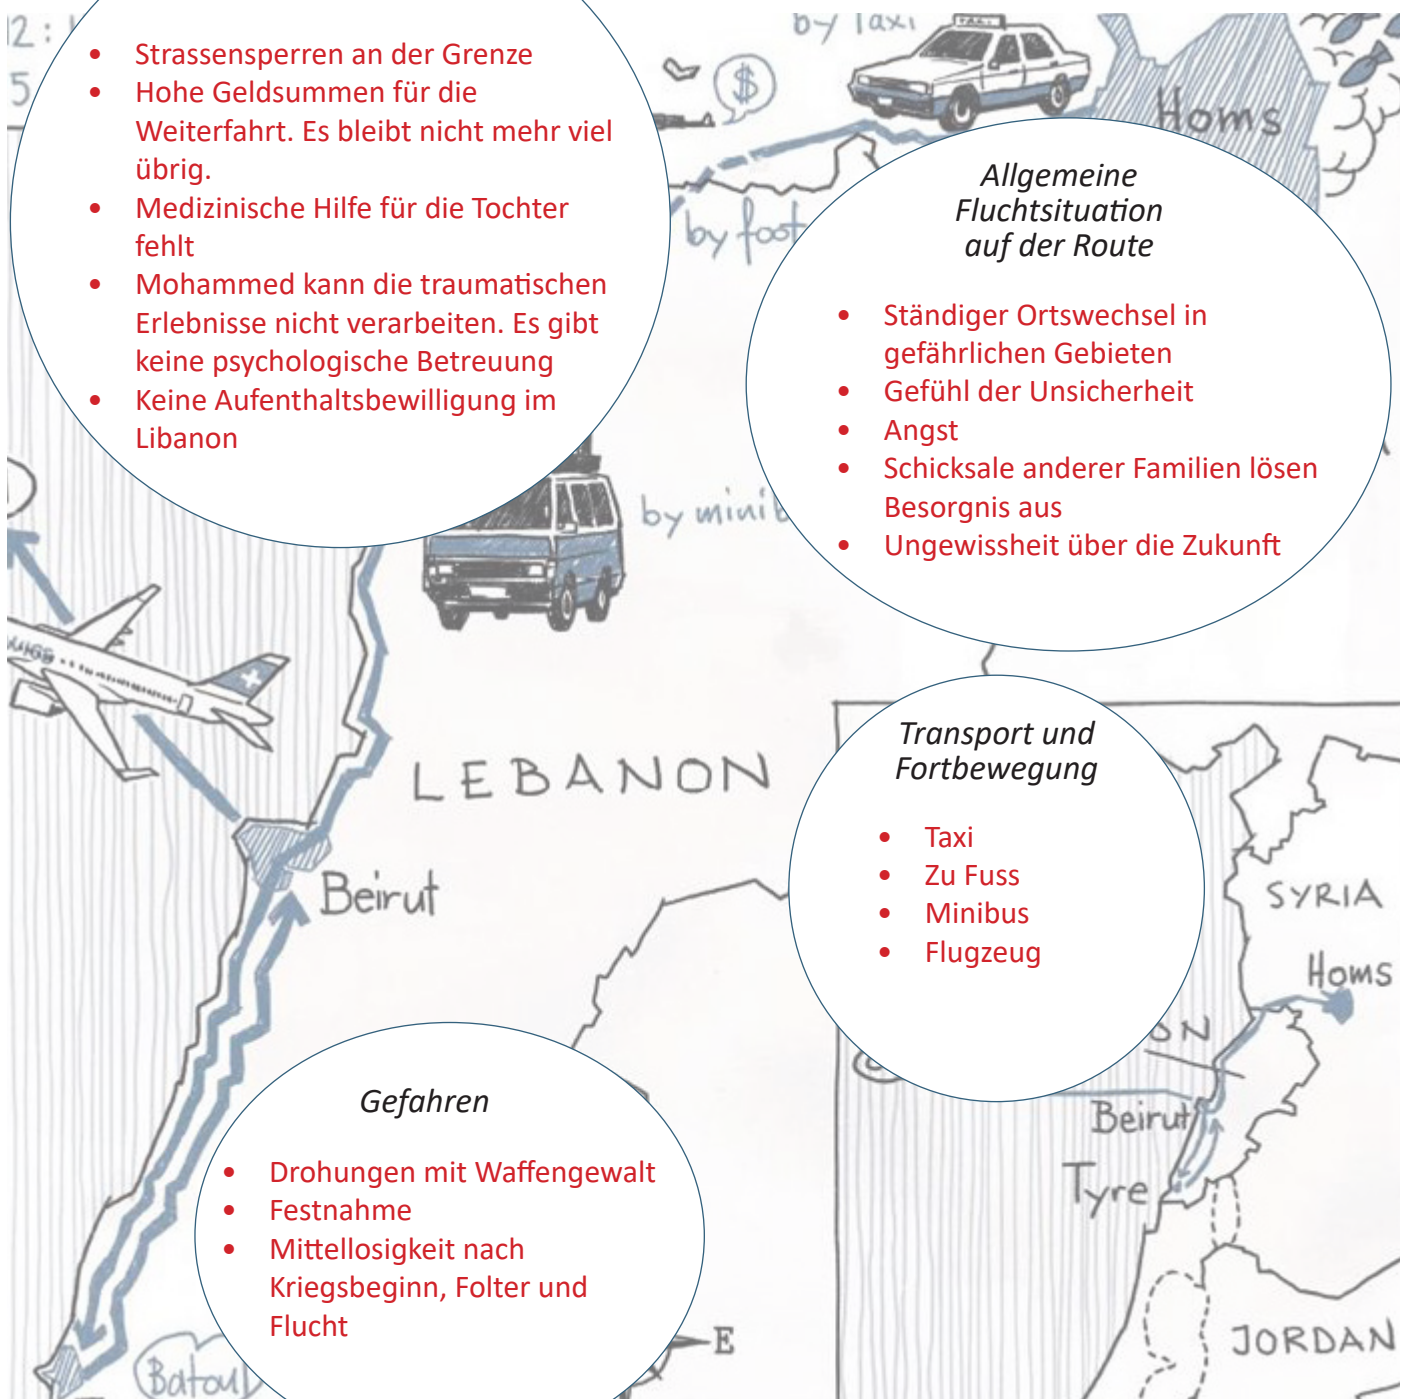 2:
5
• Strassensperren an der Grenze
• Hohe Geldsummen für die
Weiterfahrt. Es bleibt nicht mehr viel
übrig.
• Medizinische Hilfe für die Tochter
fehlt
• Mohammed kann die traumatischen
Erlebnisse nicht verarbeiten. Es gibt
keine psychologische Betreuung
• Keine Aufenthaltsbewilligung im
Libanon
by Taxi
TAXI
$
Homs
by foot
Allgemeine
Fluchtsituation
auf der Route
• Ständiger Ortswechsel in
gefährlichen Gebieten
• Gefühl der Unsicherheit
• Angst
• Schicksale anderer Familien lösen
Besorgnis aus
• Ungewissheit über die Zukunft
by minib
LEBANON
Beirut
Transport und
Fortbewegung
• Taxi
• Zu Fuss
• Minibus
• Flugzeug
SYRIA
Homs
ON
Beirut
Tyre
JORDAN
Gefahren
• Drohungen mit Waffengewalt
• Festnahme
• Mittellosigkeit nach
Kriegsbeginn, Folter und
Flucht
E
Batoul